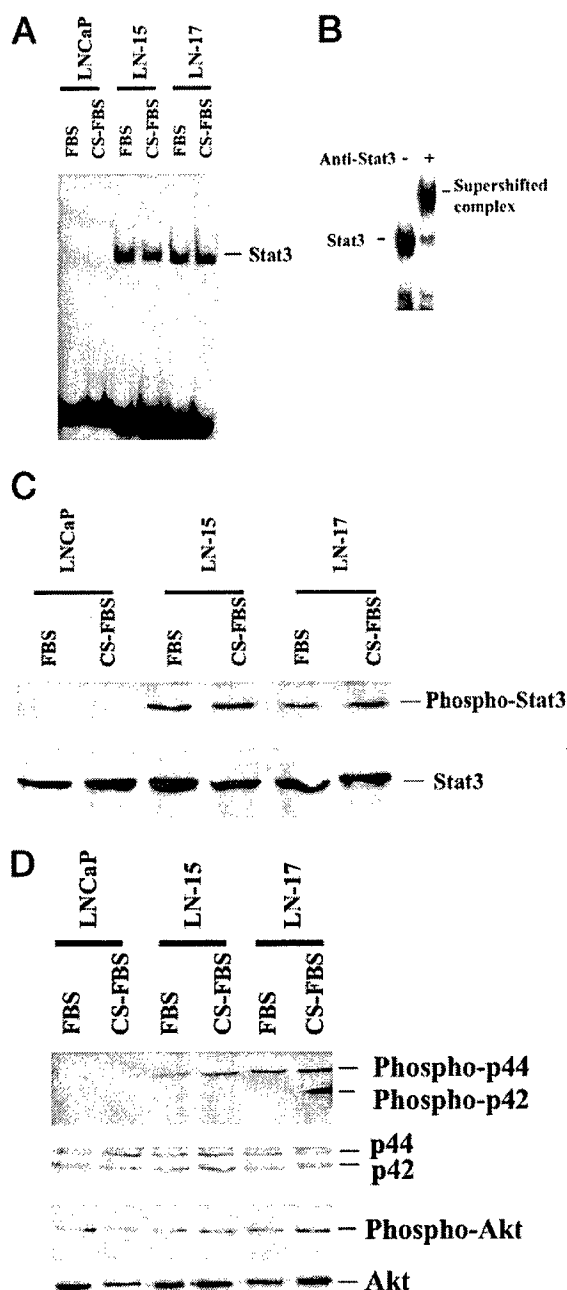 A
LNCaP LN-15 LN-17
FBS CS-FBS FBS CS-FBS FBS CS-FBS
Stat3
B
Anti-Stat3 - +
Supershifted
complex
Stat3
C
LNCaP LN-15 LN-17
FBS CS-FBS FBS CS-FBS FBS CS-FBS
Phospho-Stat3
Stat3
D
LNCaP LN-15 LN-17
FBS CS-FBS FBS CS-FBS FBS CS-FBS
Phospho-p44
Phospho-p42
p44
p42
Phospho-Akt
Akt